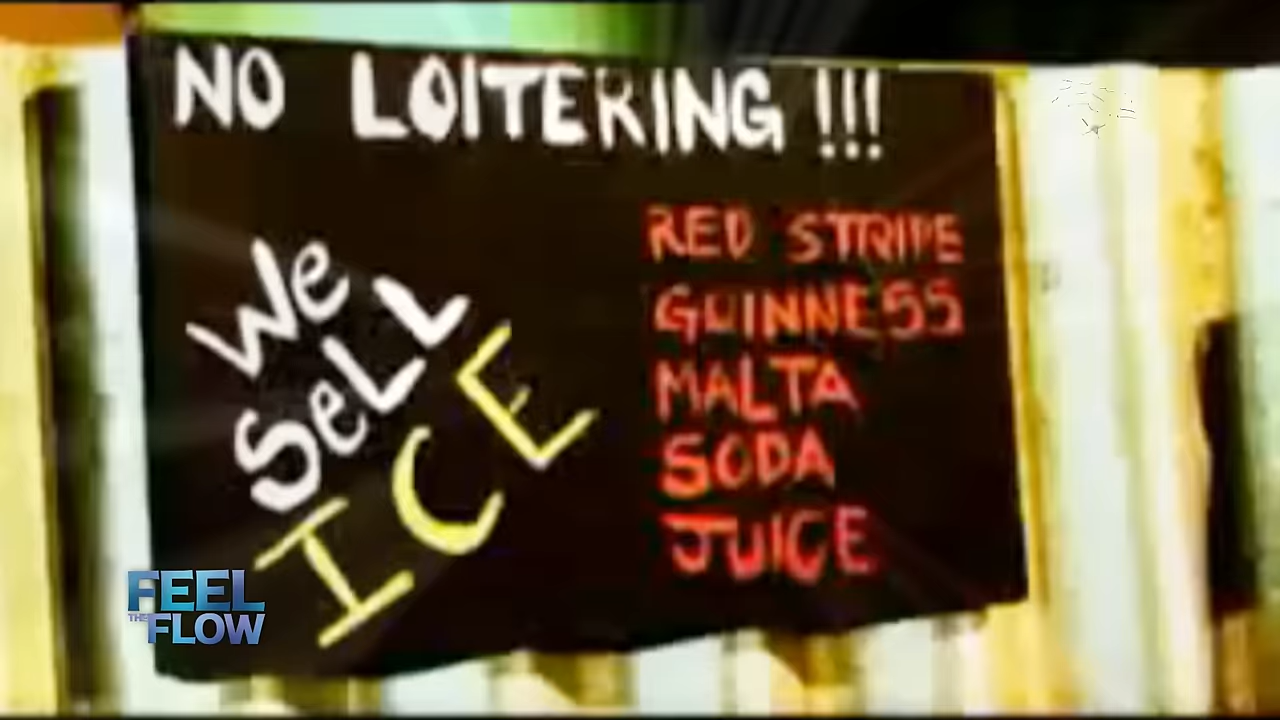 NO LOITERING !!!
We
SeLL
ICE
RED STRIPE
GUINNESS
MALTA
SODA
JUICE
FEEL
THE
FLOW